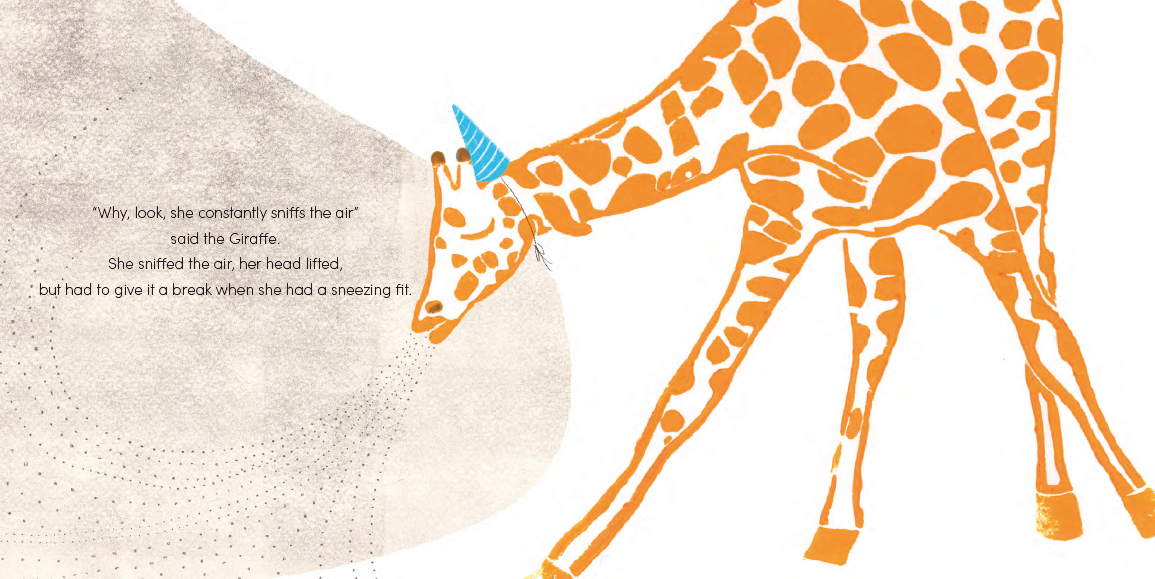 “Why, look, she constantly sniffs the air”
said the Giraffe.
She sniffed the air, her head lifted,
but had to give it a break when she had a sneezing fit.